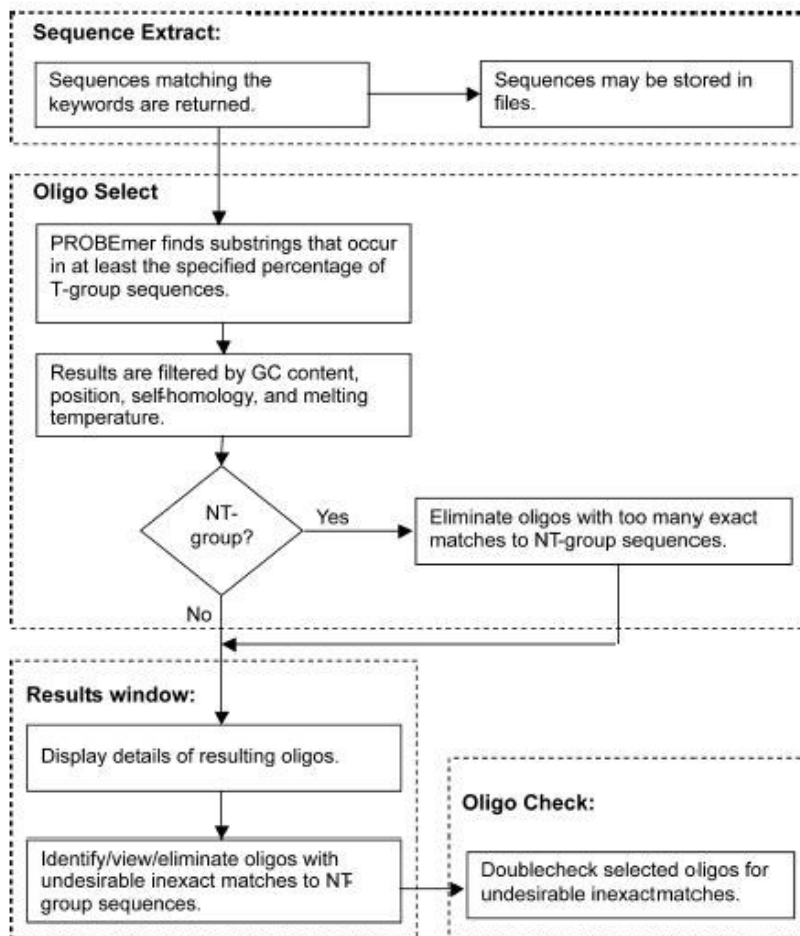 Sequence Extract:
Sequences matching the
keywords are returned.
Sequences may be stored in
files.
Oligo Select
PROBEmer finds substrings that occur
in at least the specified percentage of
T-group sequences.
Results are filtered by GC content,
position, self-homology, and melting
temperature.
NT-
group?
Yes
Eliminate oligos with too many exact
matches to NT-group sequences.
No
Results window:
Display details of resulting oligos.
Identify/view/eliminate oligos with
undesirable inexact matches to NT-
group sequences.
Oligo Check:
Doublecheck selected oligos for
undesirable inexactmatches.